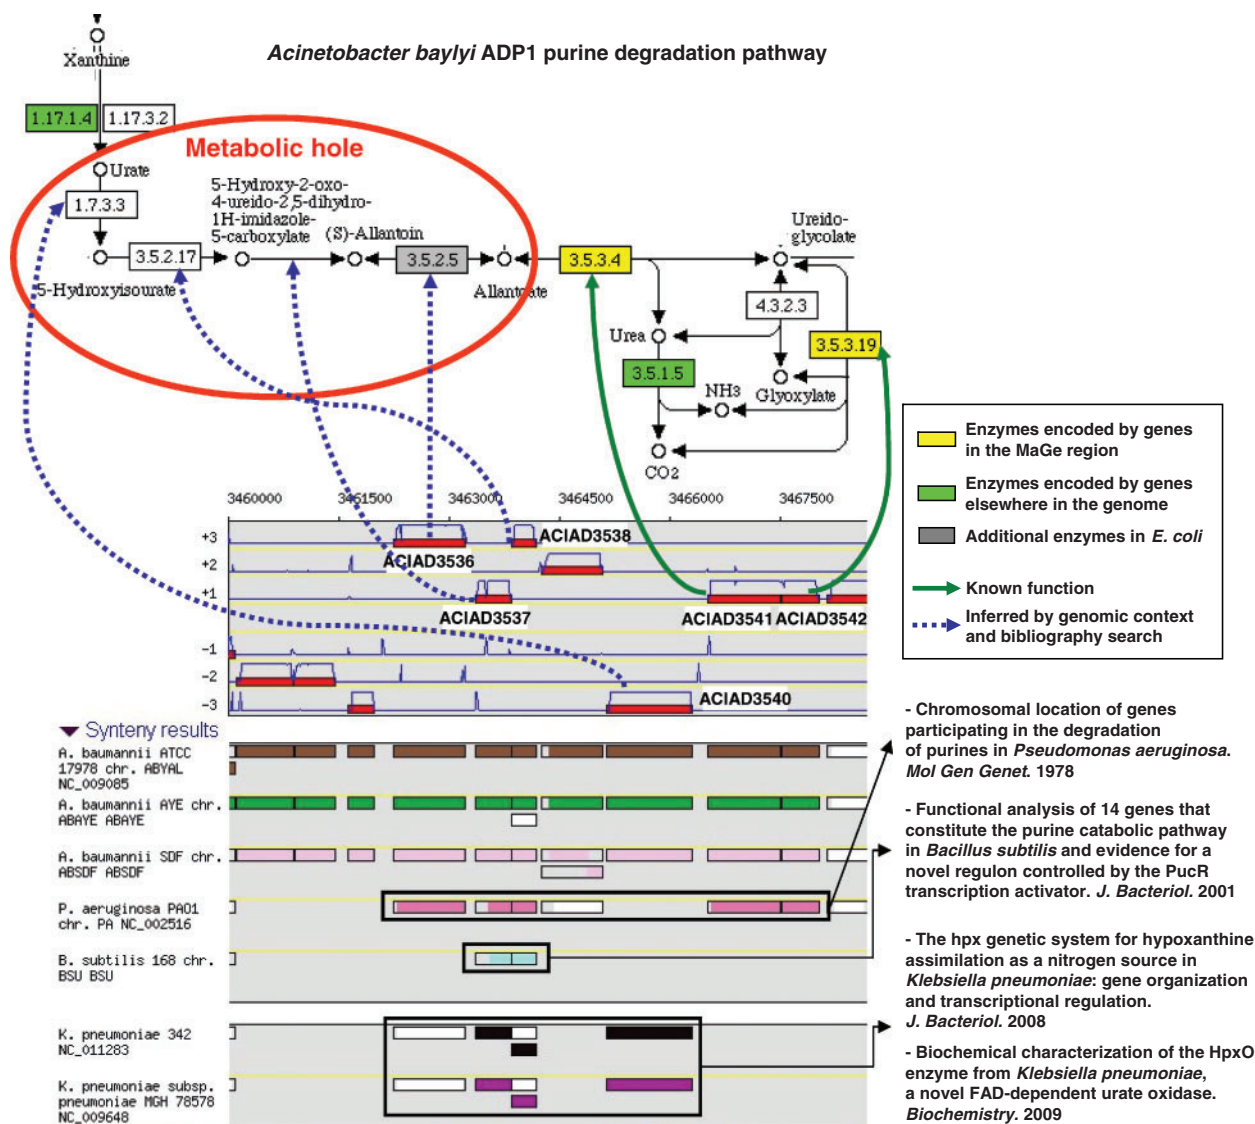 Acinetobacter baylyi ADP1 purine degradation pathway
Xanthine
1.17.1.4
1.17.3.2
Metabolic hole
Urate
1.7.3.3
5-Hydroxy-2-oxo-
4-ureido-2,5-dihydro-
1H-imidazole-
5-carboxylate
(S)-Allantoin
3.5.2.17
3.5.2.5
5-Hydroxyisourate
Allantoate
3.5.3.4
Ureido-
glycolate
4.3.2.3
Urea
3.5.3.19
3.5.1.5
NH3
Glyoxylate
CO2
Enzymes encoded by genes
in the MaGe region
Enzymes encoded by genes
elsewhere in the genome
Additional enzymes in E. coli
Known function
Inferred by genomic context
and bibliography search
3460000 3461500 3463000 3464500 3466000 3467500
+3
ACIAD3538
ACIAD3536
+2
+1
ACIAD3537
ACIAD3541
ACIAD3542
-1
-2
-3
ACIAD3540
Synteny results
A. baumannii ATCC
17978 chr. ABYAL
NC_009085
A. baumannii AYE chr.
ABAYE ABAYE
A. baumannii SDF chr.
ABSDF ABSDF
P. aeruginosa PAO1
chr. PA NC_002516
B. subtilis 168 chr.
BSU BSU
K. pneumoniae 342
NC_011283
K. pneumoniae subsp.
pneumoniae MGH 78578
NC_009648
- Chromosomal location of genes
participating in the degradation
of purines in Pseudomonas aeruginosa.
Mol Gen Genet. 1978
- Functional analysis of 14 genes that
constitute the purine catabolic pathway
in Bacillus subtilis and evidence for a
novel regulon controlled by the PucR
transcription activator. J. Bacteriol. 2001
- The hpx genetic system for hypoxanthine
assimilation as a nitrogen source in
Klebsiella pneumoniae: gene organization
and transcriptional regulation.
J. Bacteriol. 2008
- Biochemical characterization of the HpxO
enzyme from Klebsiella pneumoniae,
a novel FAD-dependent urate oxidase.
Biochemistry. 2009